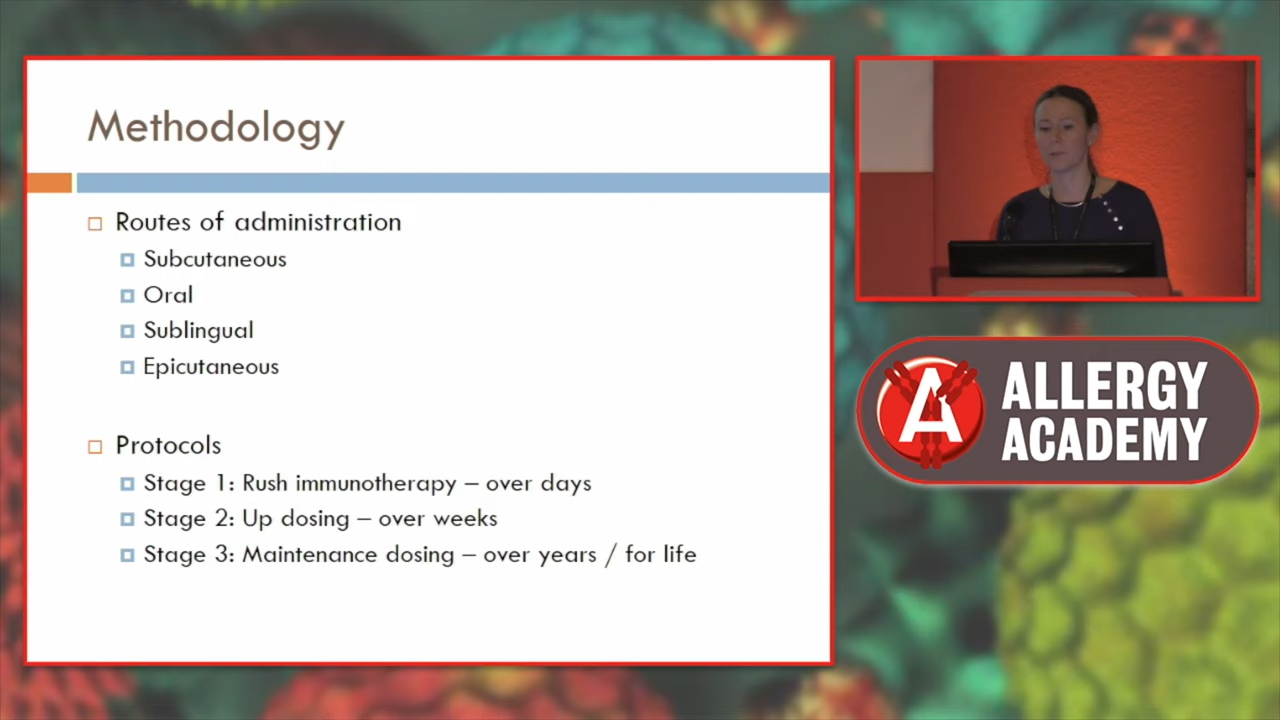 Methodology
Routes of administration
Subcutaneous
Oral
Sublingual
Epicutaneous
Protocols
Stage 1: Rush immunotherapy – over days
Stage 2: Up dosing – over weeks
Stage 3: Maintenance dosing – over years / for life
A
ALLERGY
ACADEMY